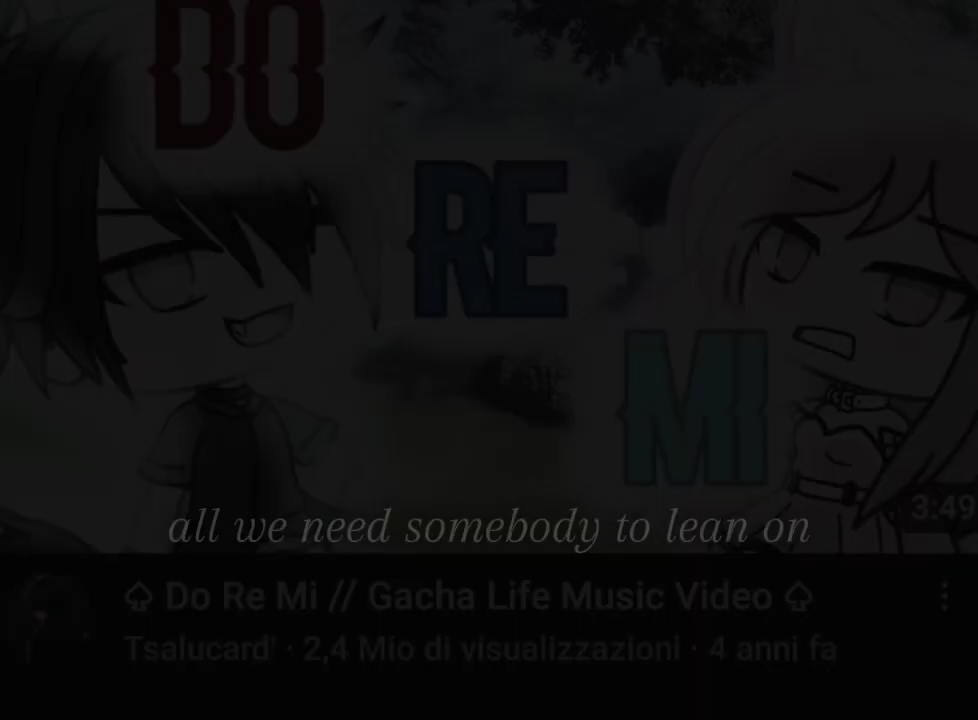 DO
RE
MI
3:49
all we need somebody to lean on
♤ Do Re Mi // Gacha Life Music Video ♤
Tsalucard' · 2,4 Mio di visualizzazioni · 4 anni fa